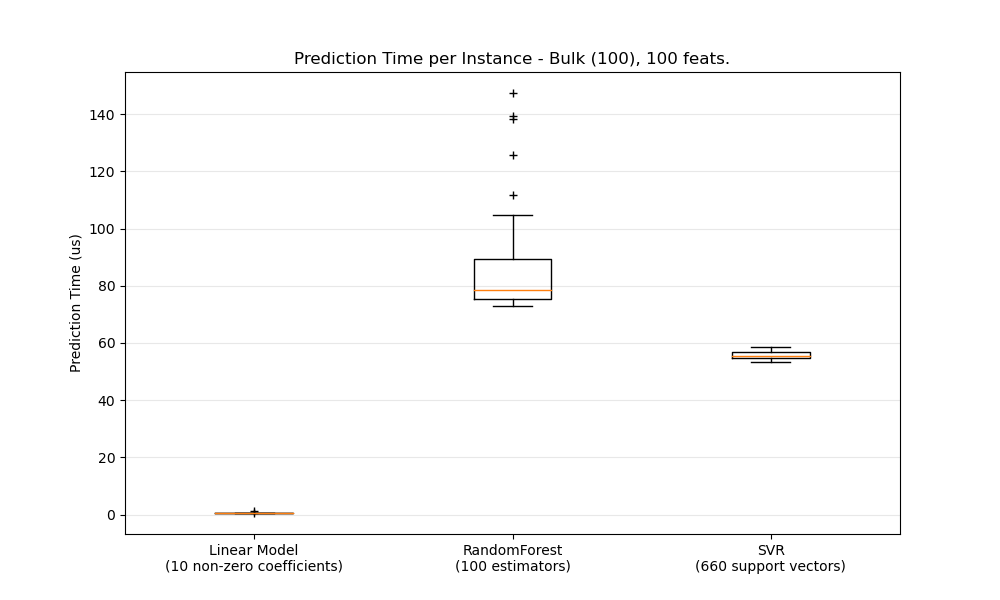 Prediction Time per Instance - Bulk (100), 100 feats.
Prediction Time (us)
140
120
100
80
60
40
20
0
Linear Model
(10 non-zero coefficients)
RandomForest
(100 estimators)
SVR
(660 support vectors)